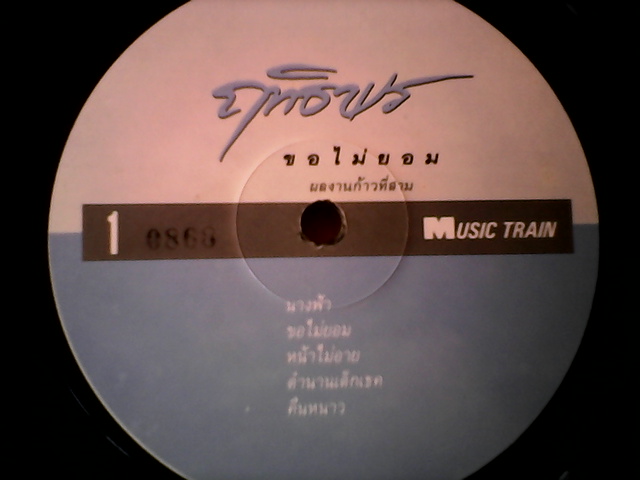 ฤทธิพร
ขอไม่ยอม
ผลงานก้าวที่สาม
1 0868 MUSIC TRAIN
นางฟ้า
ขอไม่ยอม
หน้าไม่อาย
ตำนานเด็กเธค
คืนหนาว